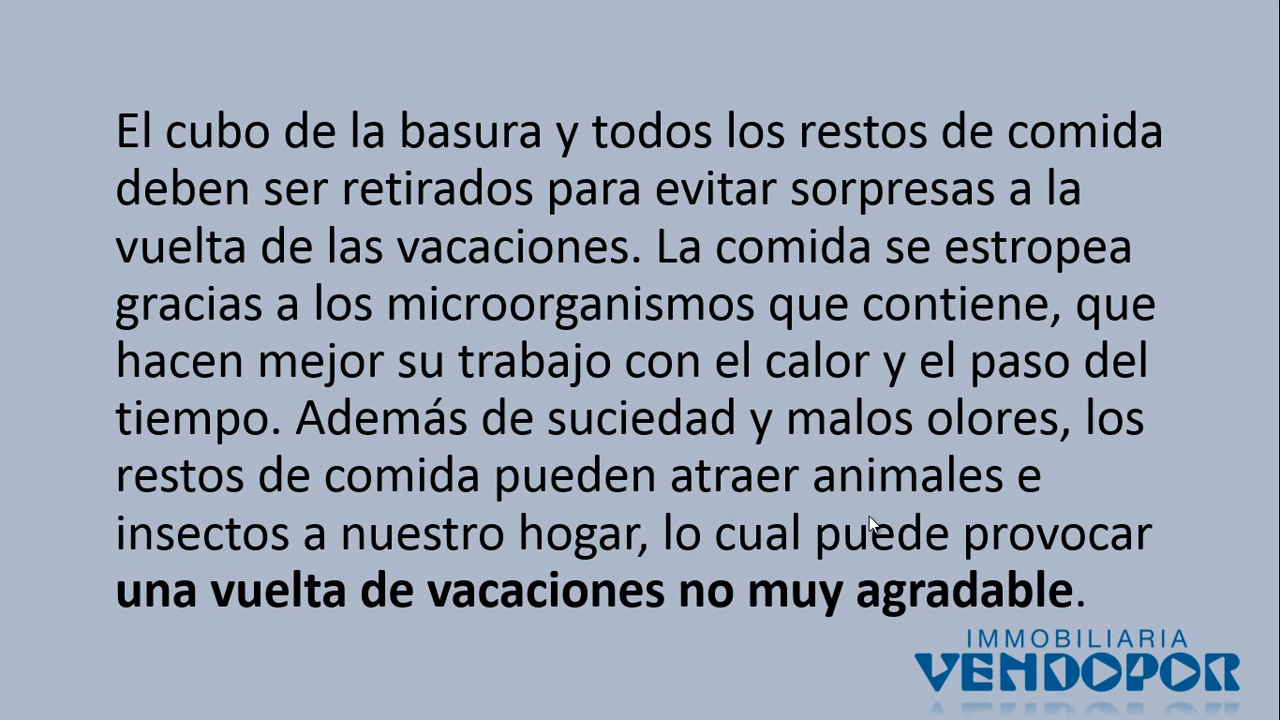 El cubo de la basura y todos los restos de comida
deben ser retirados para evitar sorpresas a la
vuelta de las vacaciones. La comida se estropea
gracias a los microorganismos que contiene, que
hacen mejor su trabajo con el calor y el paso del
tiempo. Además de suciedad y malos olores, los
restos de comida pueden atraer animales e
insectos a nuestro hogar, lo cual puede provocar
una vuelta de vacaciones no muy agradable.
IMMOBILIARIA
VENDOPOR